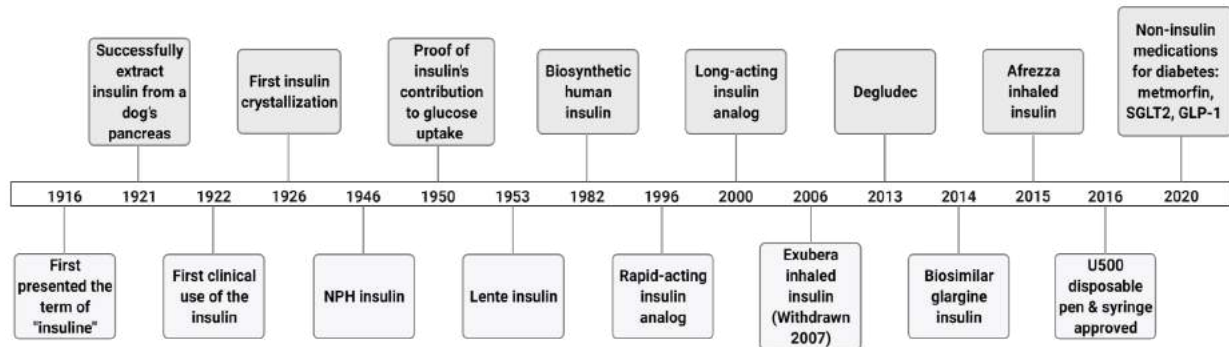 Successfully
extract
insulin from a
dog's
pancreas
First insulin
crystallization
Proof of
insulin's
contribution
to glucose
uptake
Biosynthetic
human
insulin
Long-acting
insulin
analog
Degludec
Afrezza
inhaled
insulin
Non-insulin
medications
for diabetes:
metmorfin,
SGLT2, GLP-1
1916 1921 1922 1926 1946 1950 1953 1982 1996 2000 2006 2013 2014 2015 2016 2020
First
presented the
term of
"insuline"
First clinical
use of the
insulin
NPH insulin
Lente insulin
Rapid-acting
insulin
analog
Exubera
inhaled
insulin
(Withdrawn
2007)
Biosimilar
glargine
insulin
U500
disposable
pen & syringe
approved